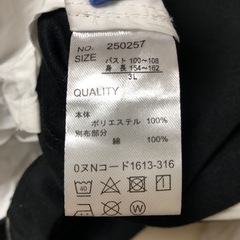 NO. 250257
SIZE
バスト 100~108
身長 154~162
3L
QUALITY
本体
ポリエステル 100%
別布部分
綿 100%
0ヌNコード1613-316
40